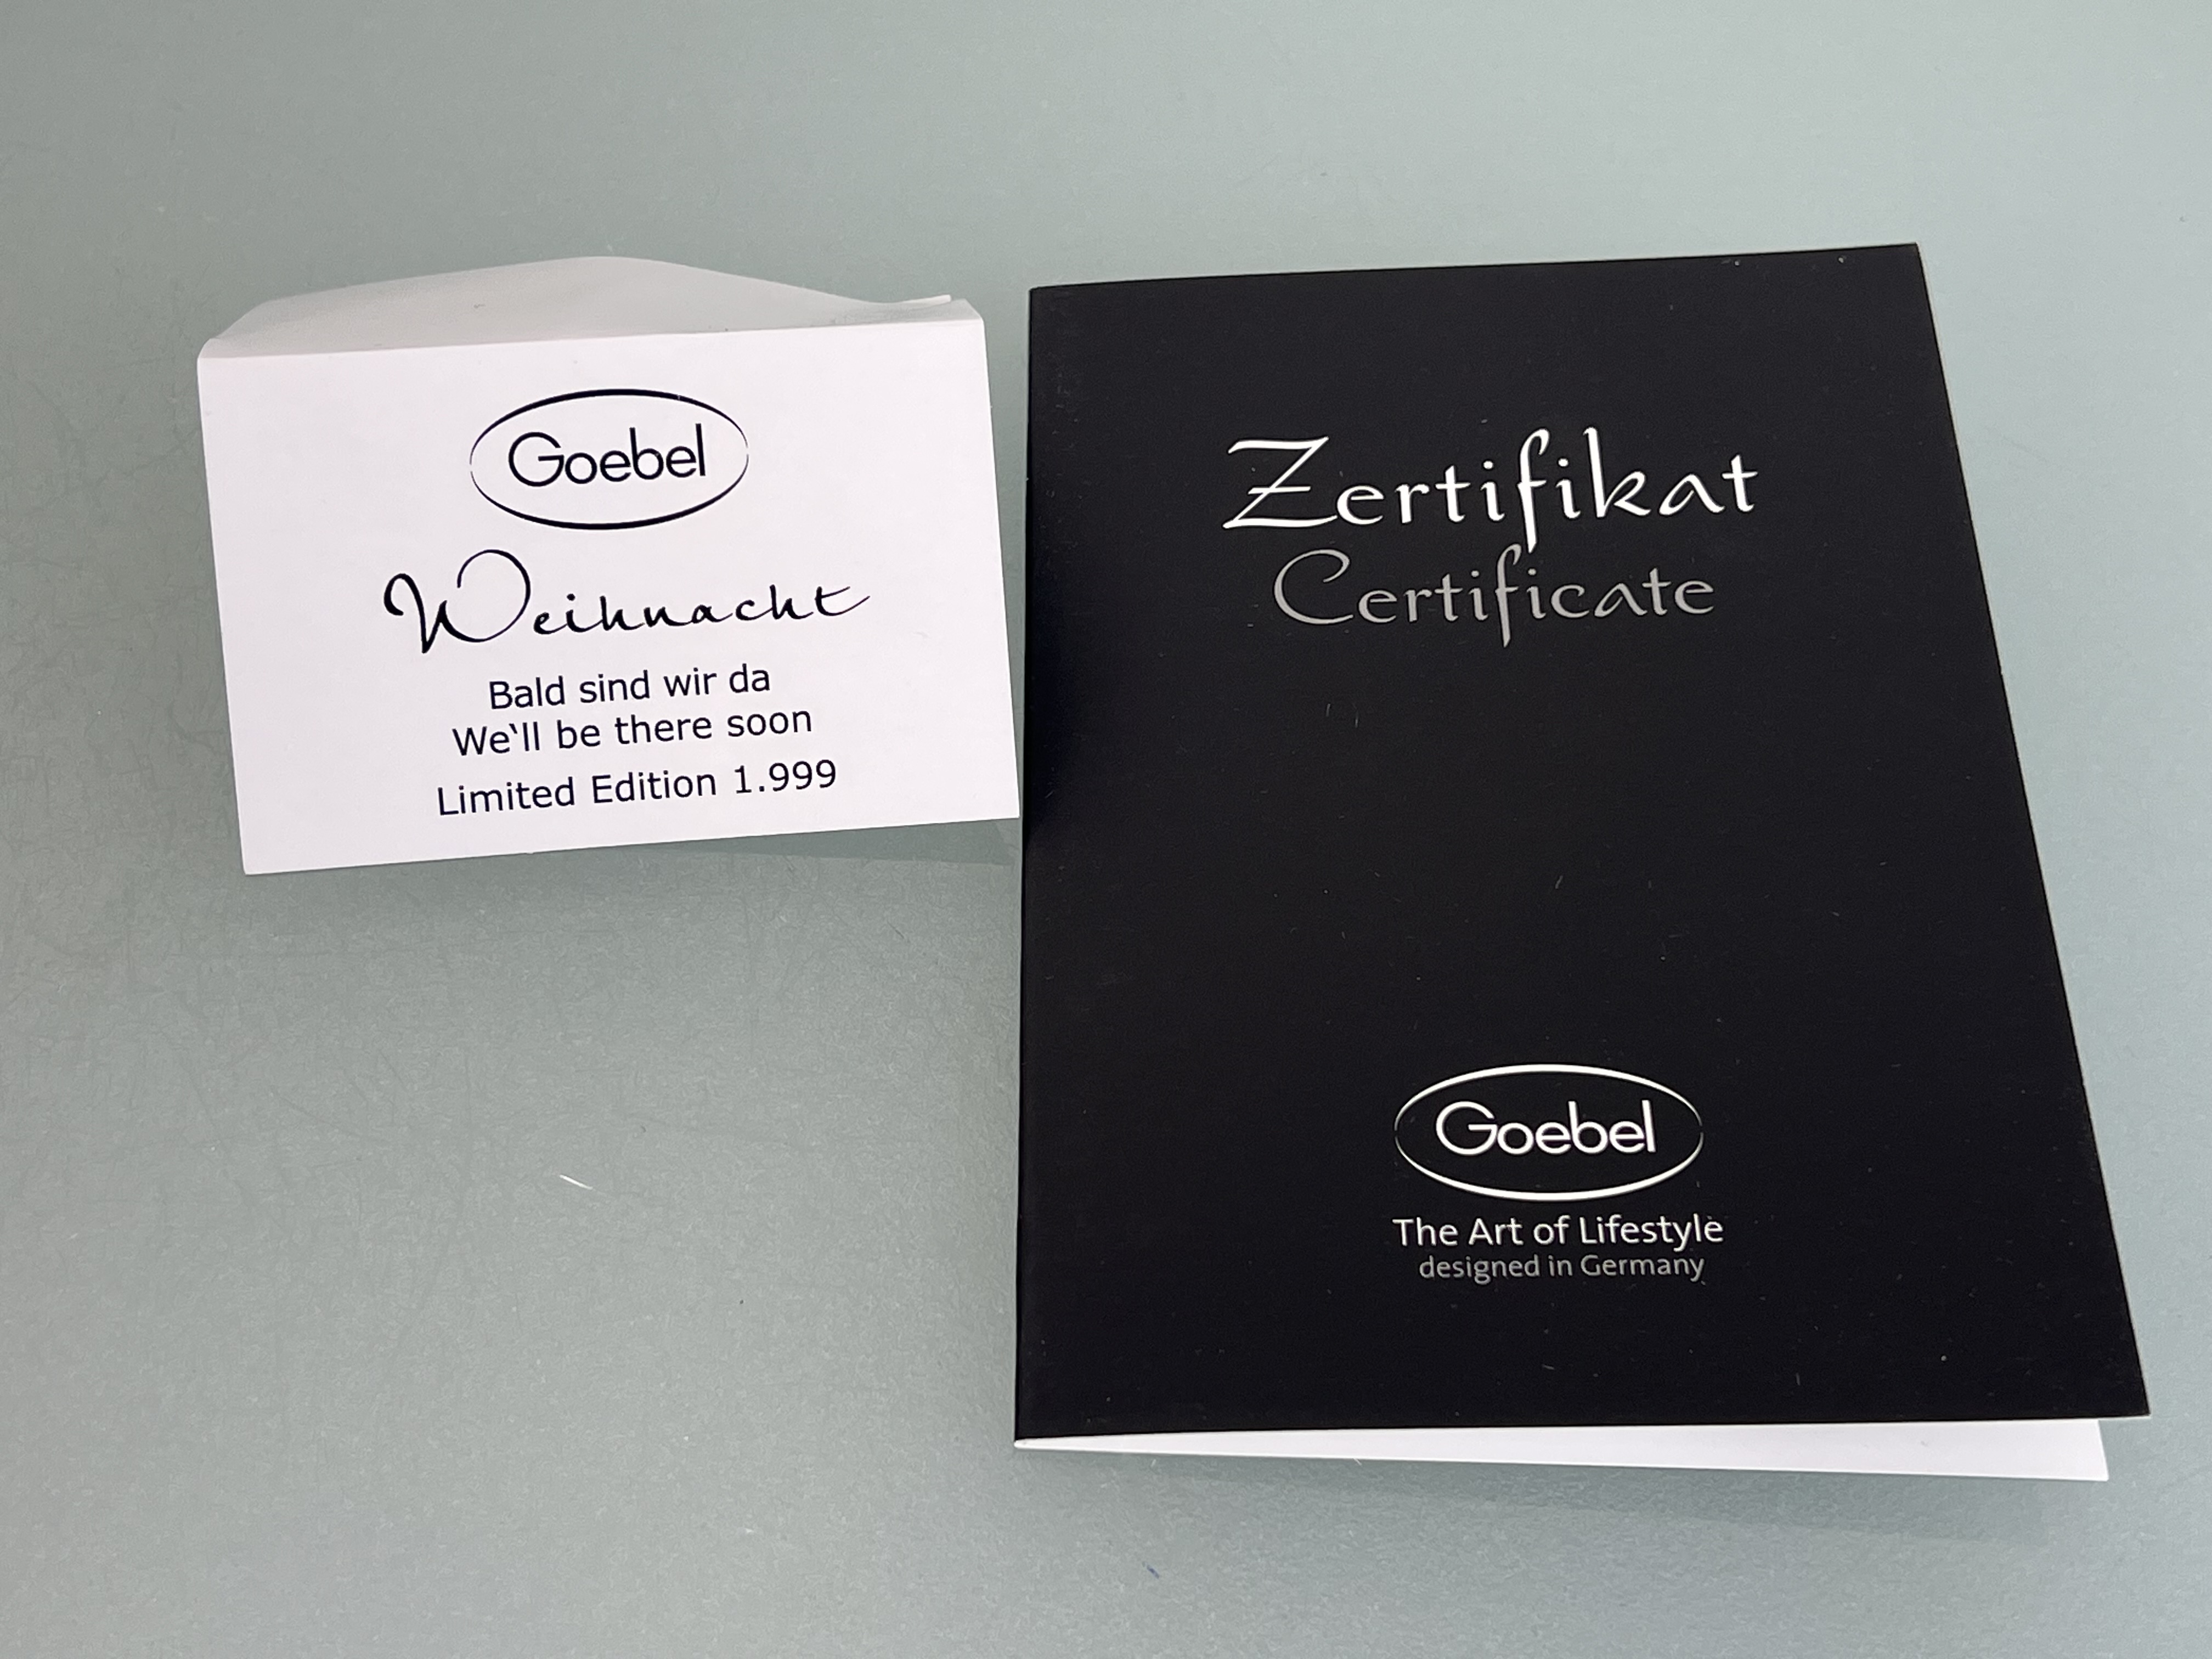 Goebel
Weihnacht
Bald sind wir da
We‘ll be there soon
Limited Edition 1.999
Zertifikat
Certificate
Goebel
The Art of Lifestyle
designed in Germany